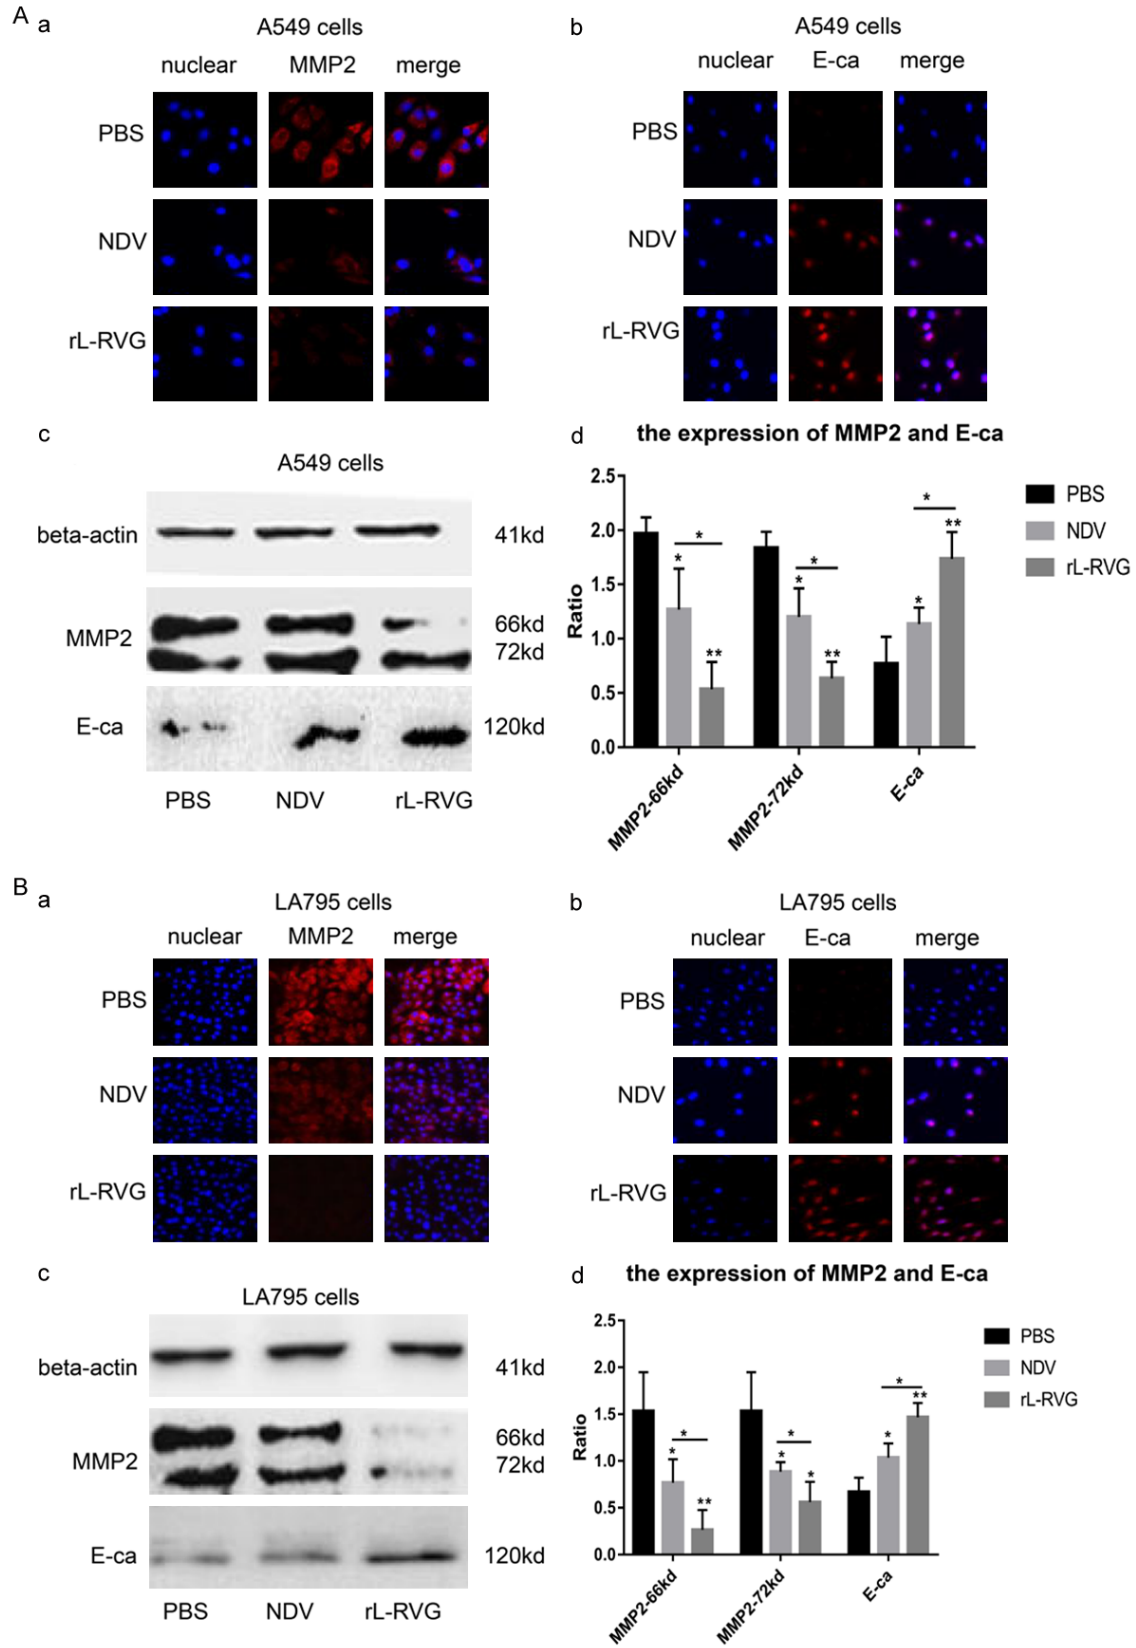 A
a
A549 cells
nuclear MMP2 merge
PBS
NDV
rL-RVG
b
A549 cells
nuclear E-ca merge
PBS
NDV
rL-RVG
c
A549 cells
beta-actin 41kd
MMP2 66kd
72kd
E-ca 120kd
PBS NDV rL-RVG
d
the expression of MMP2 and E-ca
Ratio
2.5
2.0
1.5
1.0
0.5
0.0
* *
**
* *
**
* *
**
MMP2-66kd
MMP2-72kd
E-ca
PBS
NDV
rL-RVG
B
a
LA795 cells
nuclear MMP2 merge
PBS
NDV
rL-RVG
b
LA795 cells
nuclear E-ca merge
PBS
NDV
rL-RVG
c
LA795 cells
beta-actin 41kd
MMP2 66kd
72kd
E-ca 120kd
PBS NDV rL-RVG
d
the expression of MMP2 and E-ca
Ratio
2.5
2.0
1.5
1.0
0.5
0.0
* *
**
* *
*
* *
**
MMP2-66kd
MMP2-72kd
E-ca
PBS
NDV
rL-RVG